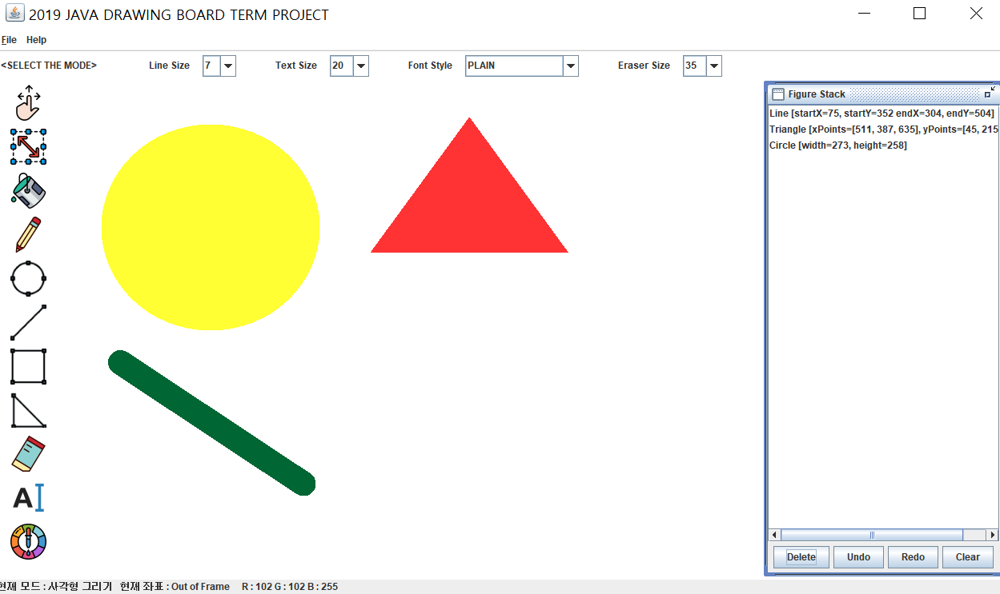 2019 JAVA DRAWING BOARD TERM PROJECT
File Help
<SELECT THE MODE> Line Size 7 Text Size 20 Font Style PLAIN Eraser Size 35
Figure Stack
Line [startX=75, startY=352 endX=304, endY=504]
Triangle [xPoints=[511, 387, 635], yPoints=[45, 215
Circle [width=273, height=258]
A
Delete Undo Redo Clear
현재 모드 : 사각형 그리기 현재 좌표 : Out of Frame R : 102 G : 102 B : 255